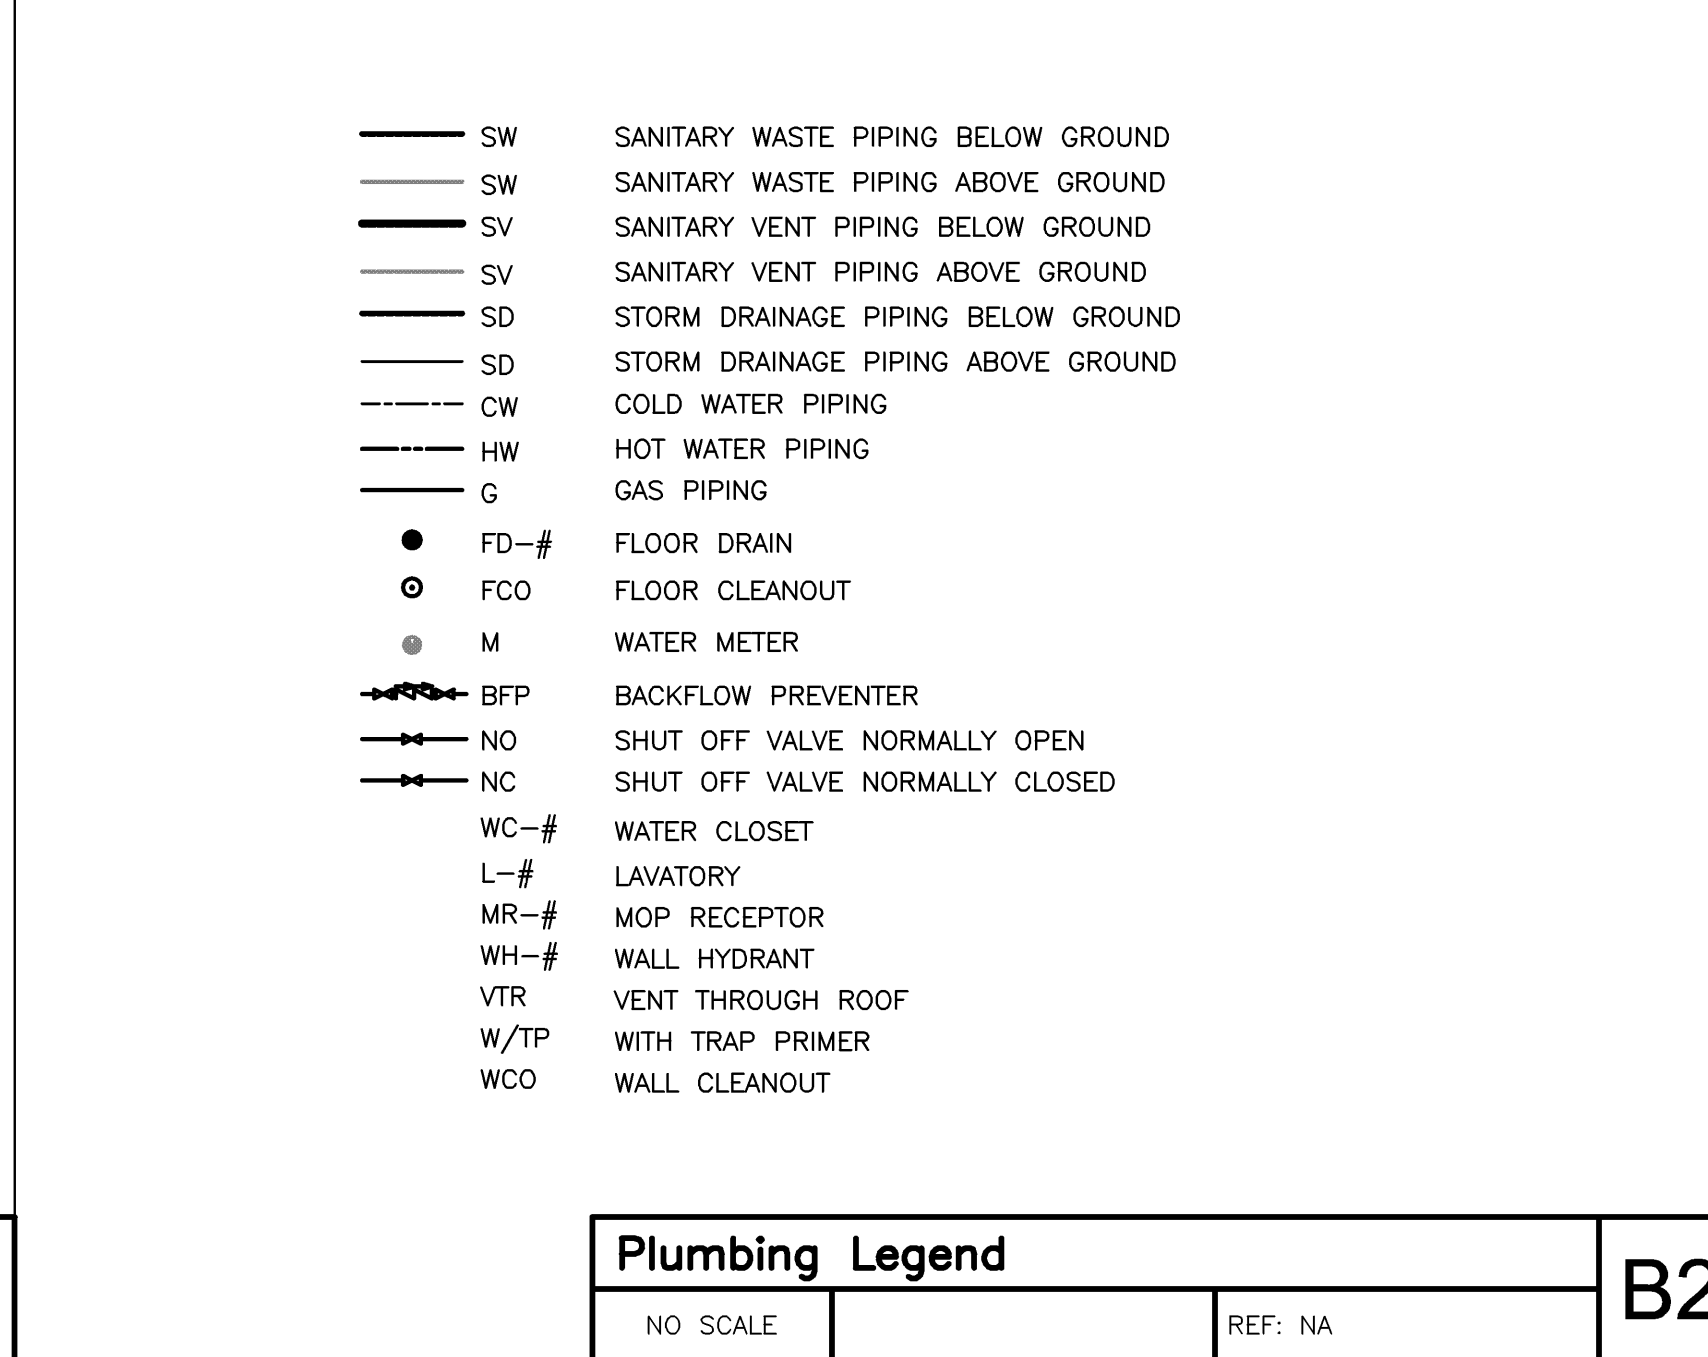 SW SANITARY WASTE PIPING BELOW GROUND
SW SANITARY WASTE PIPING ABOVE GROUND
SV SANITARY VENT PIPING BELOW GROUND
SV SANITARY VENT PIPING ABOVE GROUND
SD STORM DRAINAGE PIPING BELOW GROUND
SD STORM DRAINAGE PIPING ABOVE GROUND
CW COLD WATER PIPING
HW HOT WATER PIPING
G GAS PIPING
FD-# FLOOR DRAIN
FCO FLOOR CLEANOUT
M WATER METER
BFP BACKFLOW PREVENTER
NO SHUT OFF VALVE NORMALLY OPEN
NC SHUT OFF VALVE NORMALLY CLOSED
WC-# WATER CLOSET
L-# LAVATORY
MR-# MOP RECEPTOR
WH-# WALL HYDRANT
VTR VENT THROUGH ROOF
W/TP WITH TRAP PRIMER
WCO WALL CLEANOUT
Plumbing Legend
B2
NO SCALE
REF: NA